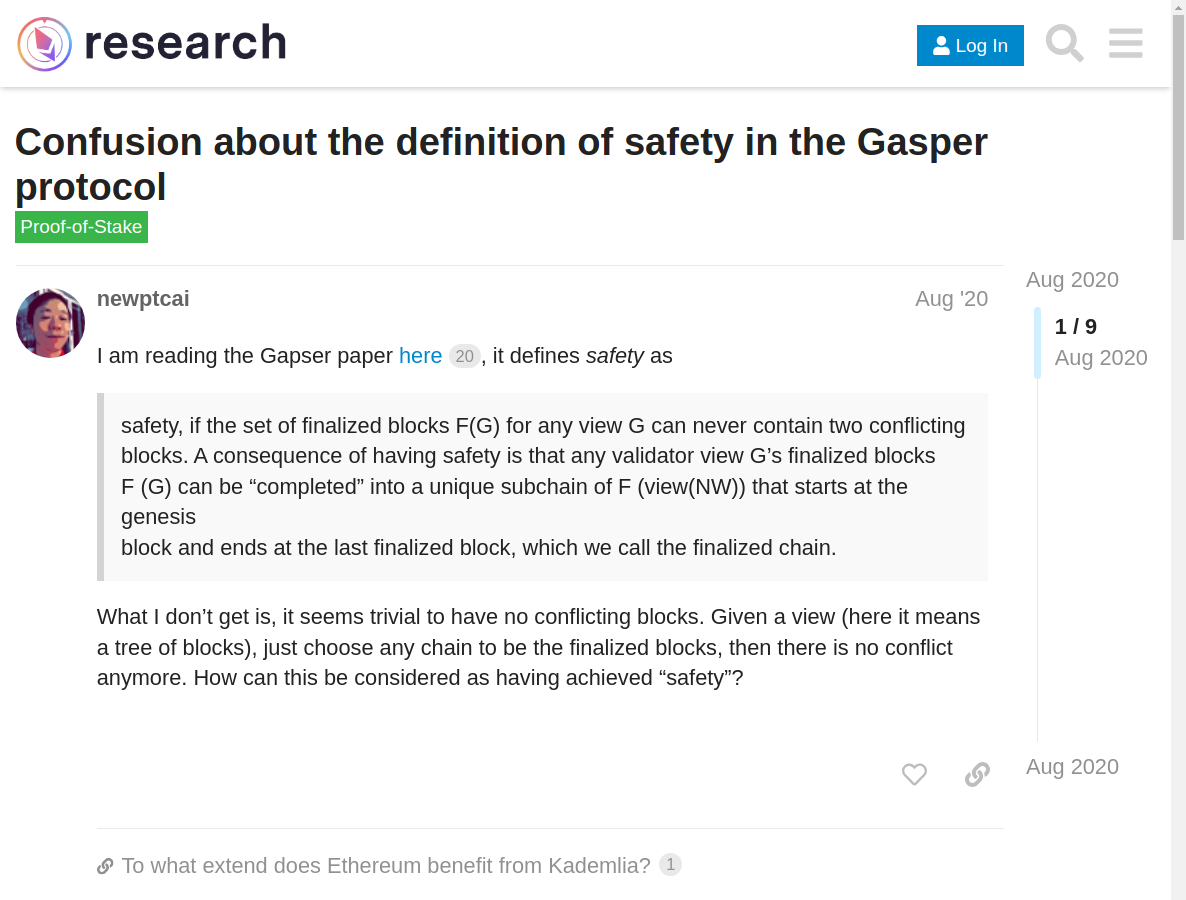 research
Log In
Confusion about the definition of safety in the Gasper
protocol
Proof-of-Stake
newptcai
Aug '20
I am reading the Gapser paper here 20, it defines safety as
safety, if the set of finalized blocks F(G) for any view G can never contain two conflicting
blocks. A consequence of having safety is that any validator view G’s finalized blocks
F (G) can be “completed” into a unique subchain of F (view(NW)) that starts at the
genesis
block and ends at the last finalized block, which we call the finalized chain.
What I don’t get is, it seems trivial to have no conflicting blocks. Given a view (here it means
a tree of blocks), just choose any chain to be the finalized blocks, then there is no conflict
anymore. How can this be considered as having achieved “safety”?
To what extend does Ethereum benefit from Kademlia? 1
Aug 2020
1 / 9
Aug 2020
Aug 2020